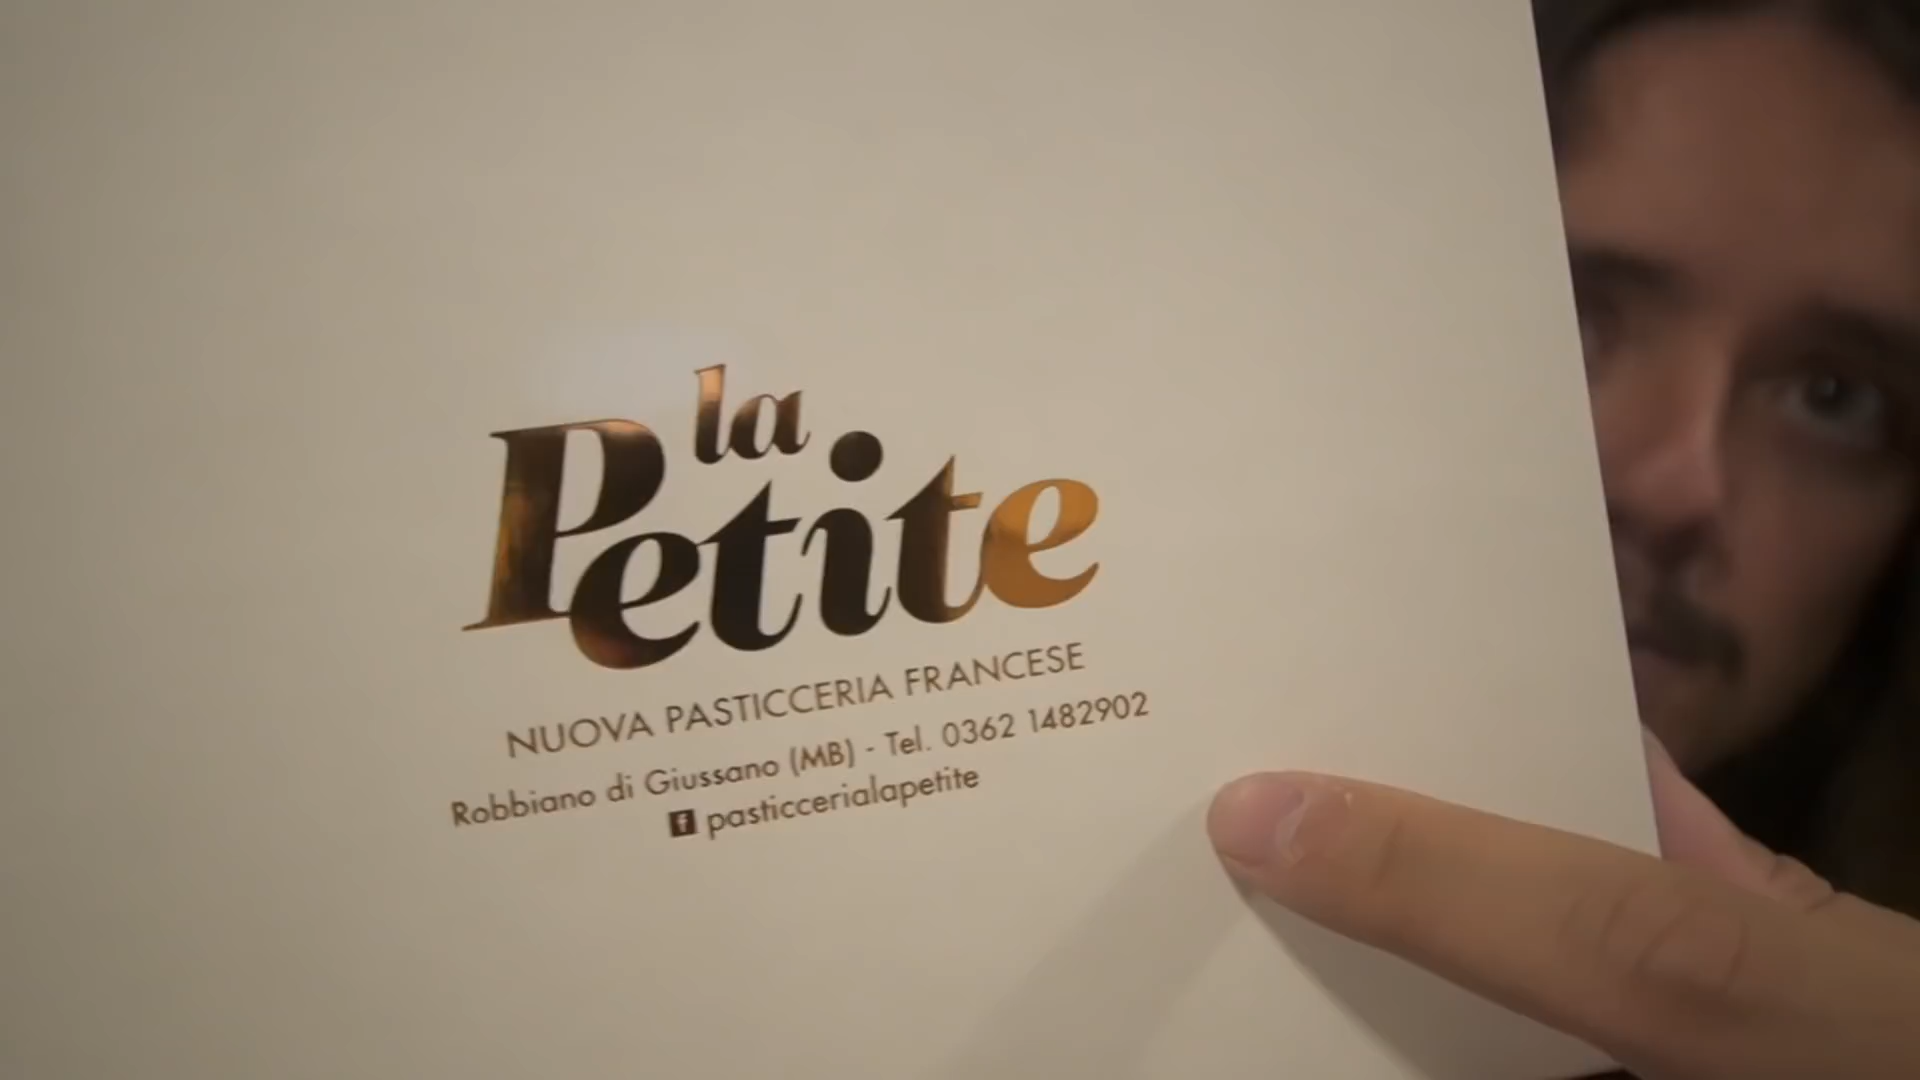 la
Petite
NUOVA PASTICCERIA FRANCESE
Robbiano di Giussano (MB) - Tel. 0362 1482902
f pasticcerialapetite